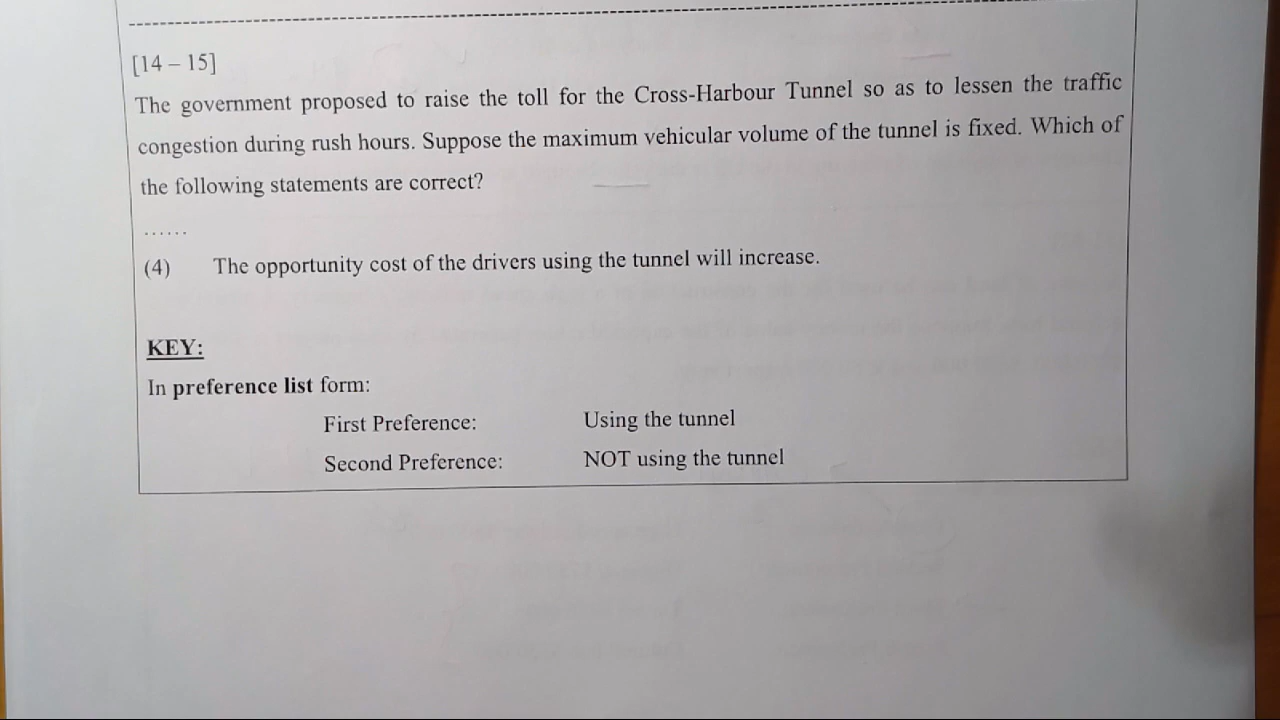 [14 – 15]
The government proposed to raise the toll for the Cross-Harbour Tunnel so as to lessen the traffic
congestion during rush hours. Suppose the maximum vehicular volume of the tunnel is fixed. Which of
the following statements are correct?
......
(4) The opportunity cost of the drivers using the tunnel will increase.
KEY:
In preference list form:
First Preference: Using the tunnel
Second Preference: NOT using the tunnel